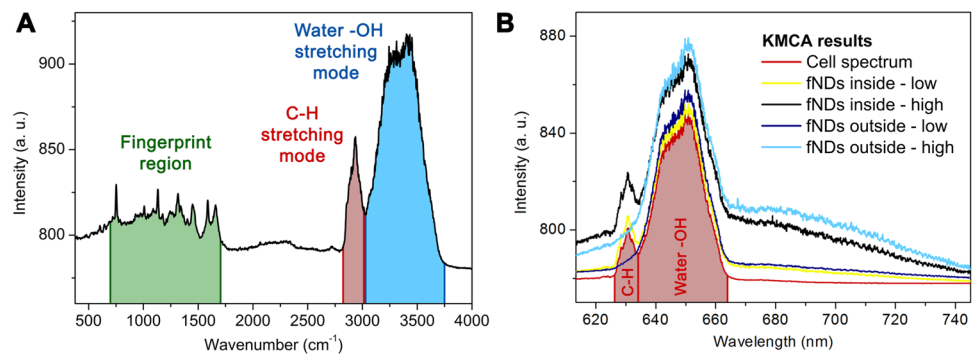 A
Intensity (a. u.)
900
850
800
Fingerprint
region
C-H
stretching
mode
Water -OH
stretching
mode
500
1000
1500
2000
2500
3000
3500
4000
Wavenumber (cm⁻¹)
B
Intensity (a. u.)
880
840
800
KMCA results
Cell spectrum
fNDs inside - low
fNDs inside - high
fNDs outside - low
fNDs outside - high
C-H
Water -OH
620
640
660
680
700
720
740
Wavelength (nm)